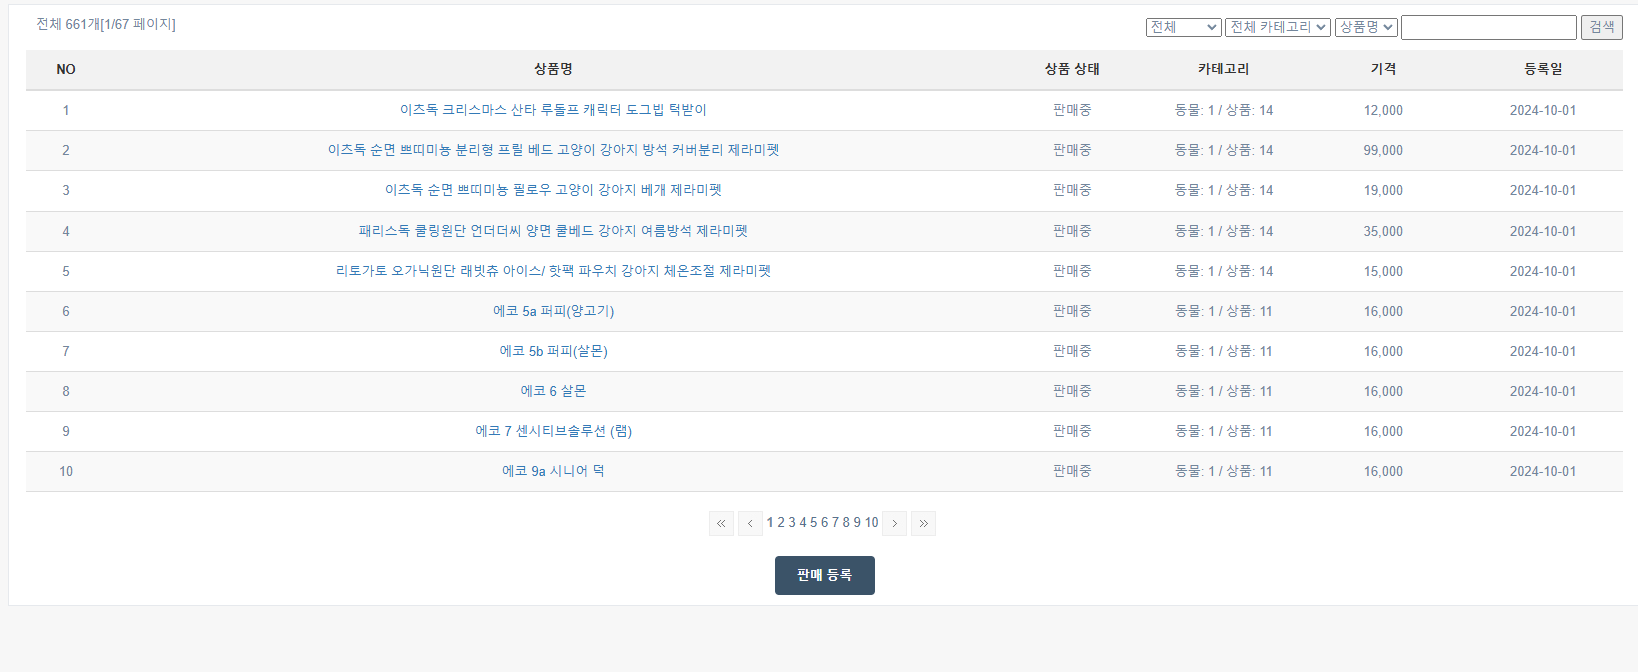 전체 661개[1/67 페이지]
전체 전체 카테고리 상품명 검색
NO 상품명 상품 상태 카테고리 기격 등록일
1 이츠독 크리스마스 산타 루돌프 캐릭터 도그빕 턱받이 판매중 동물: 1 / 상품: 14 12,000 2024-10-01
2 이츠독 순면 쁘띠미뇽 분리형 프릴 베드 고양이 강아지 방석 커버분리 제라미펫 판매중 동물: 1 / 상품: 14 99,000 2024-10-01
3 이츠독 순면 쁘띠미뇽 필로우 고양이 강아지 베개 제라미펫 판매중 동물: 1 / 상품: 14 19,000 2024-10-01
4 패리스독 쿨링원단 언더더씨 양면 쿨베드 강아지 여름방석 제라미펫 판매중 동물: 1 / 상품: 14 35,000 2024-10-01
5 리토가토 오가닉원단 래빗츄 아이스/ 핫팩 파우치 강아지 체온조절 제라미펫 판매중 동물: 1 / 상품: 14 15,000 2024-10-01
6 에코 5a 퍼피(양고기) 판매중 동물: 1 / 상품: 11 16,000 2024-10-01
7 에코 5b 퍼피(살몬) 판매중 동물: 1 / 상품: 11 16,000 2024-10-01
8 에코 6 살몬 판매중 동물: 1 / 상품: 11 16,000 2024-10-01
9 에코 7 센시티브솔루션 (램) 판매중 동물: 1 / 상품: 11 16,000 2024-10-01
10 에코 9a 시니어 덕 판매중 동물: 1 / 상품: 11 16,000 2024-10-01
« ‹ 1 2 3 4 5 6 7 8 9 10 › »
판매 등록